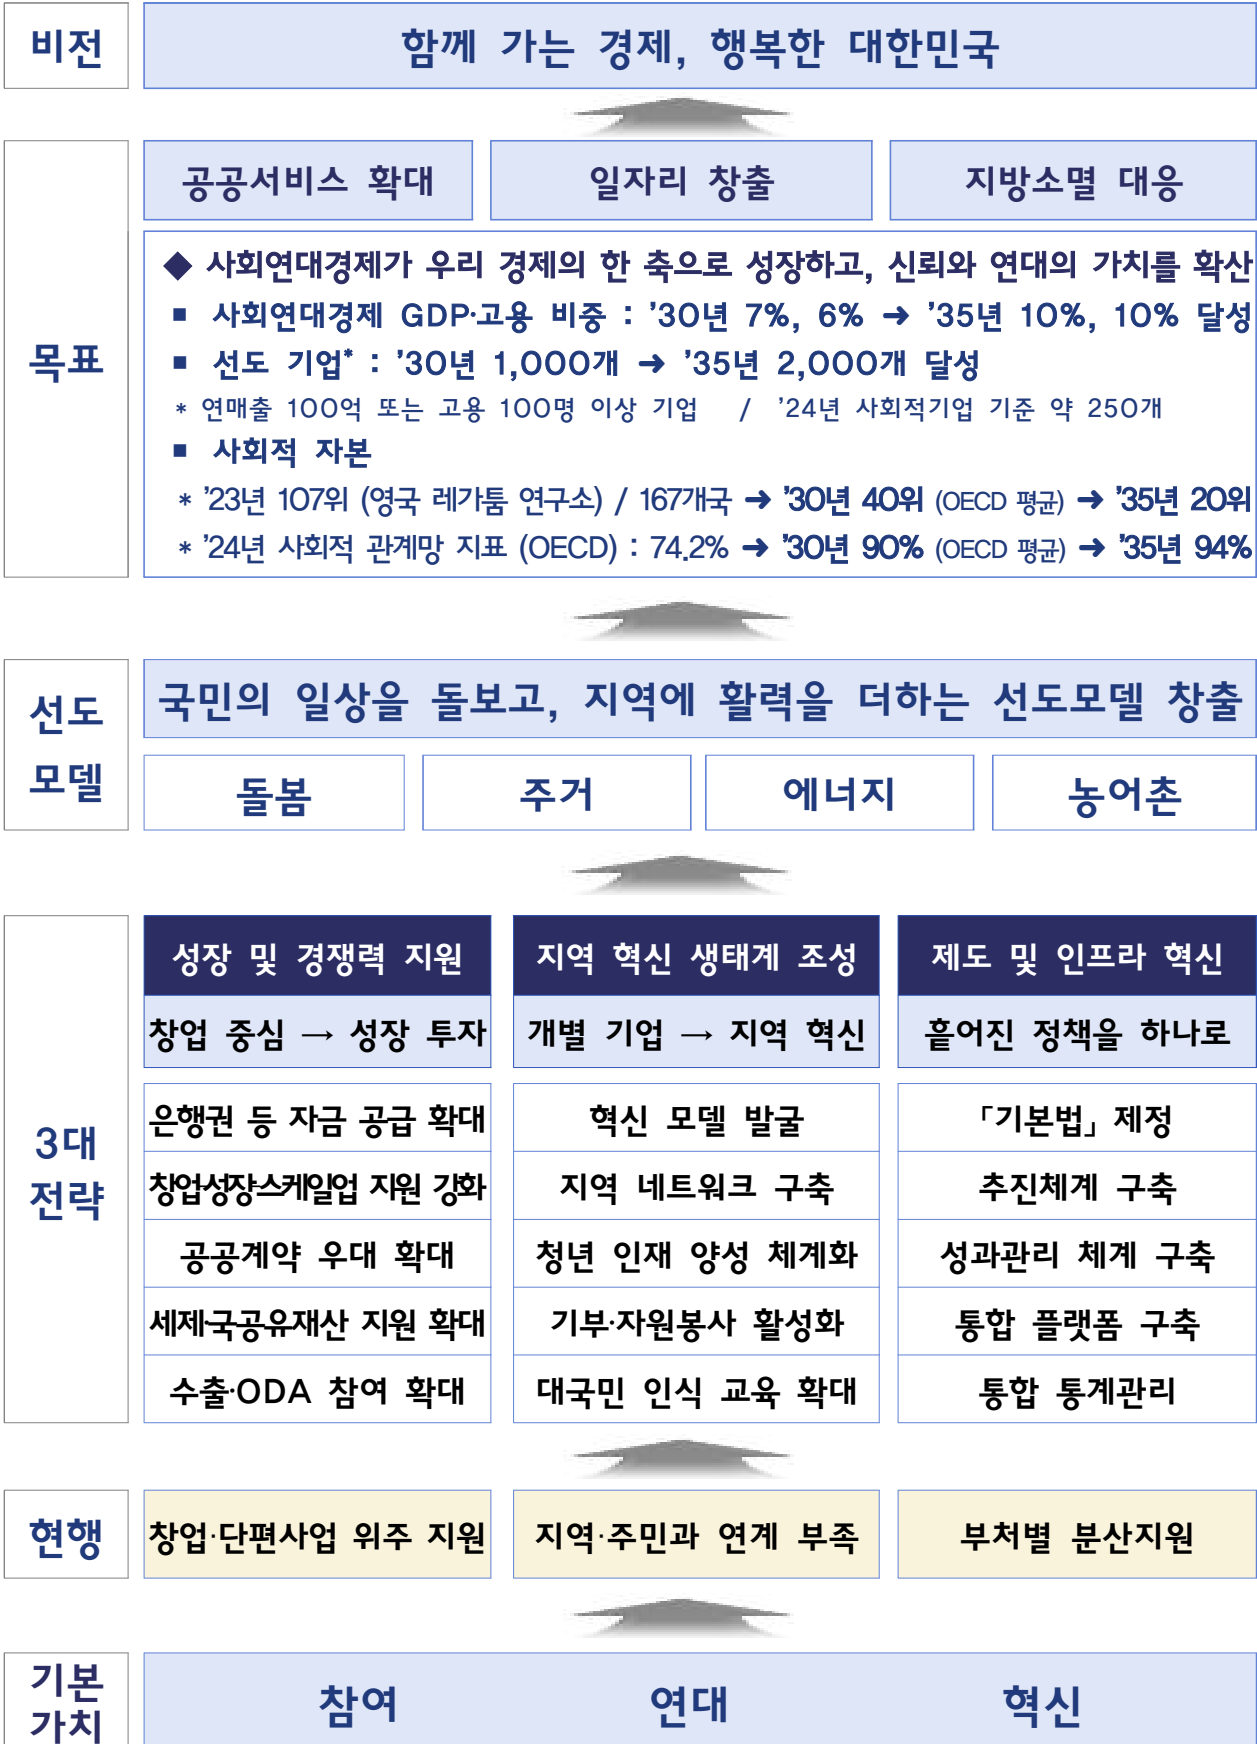 비전
함께 가는 경제, 행복한 대한민국
목표
공공서비스 확대
일자리 창출
지방소멸 대응
◆ 사회연대경제가 우리 경제의 한 축으로 성장하고, 신뢰와 연대의 가치를 확산
■ 사회연대경제 GDP·고용 비중 : ’30년 7%, 6% ➜ ’35년 10%, 10% 달성
■ 선도 기업* : ’30년 1,000개 ➜ ’35년 2,000개 달성
* 연매출 100억 또는 고용 100명 이상 기업 / ’24년 사회적기업 기준 약 250개
■ 사회적 자본
* ’23년 107위 (영국 레가툼 연구소) / 167개국 ➜ ’30년 40위 (OECD 평균) ➜ ’35년 20위
* ’24년 사회적 관계망 지표 (OECD) : 74.2% ➜ ’30년 90% (OECD 평균) ➜ ’35년 94%
선도
모델
국민의 일상을 돌보고, 지역에 활력을 더하는 선도모델 창출
돌봄
주거
에너지
농어촌
3대
전략
성장 및 경쟁력 지원
창업 중심 → 성장 투자
은행권 등 자금 공급 확대
창업·성장·스케일업 지원 강화
공공계약 우대 확대
세제·국공유재산 지원 확대
수출·ODA 참여 확대
지역 혁신 생태계 조성
개별 기업 → 지역 혁신
혁신 모델 발굴
지역 네트워크 구축
청년 인재 양성 체계화
기부·자원봉사 활성화
대국민 인식 교육 확대
제도 및 인프라 혁신
흩어진 정책을 하나로
「기본법」 제정
추진체계 구축
성과관리 체계 구축
통합 플랫폼 구축
통합 통계관리
현행
창업·단편사업 위주 지원
지역·주민과 연계 부족
부처별 분산지원
기본
가치
참여
연대
혁신